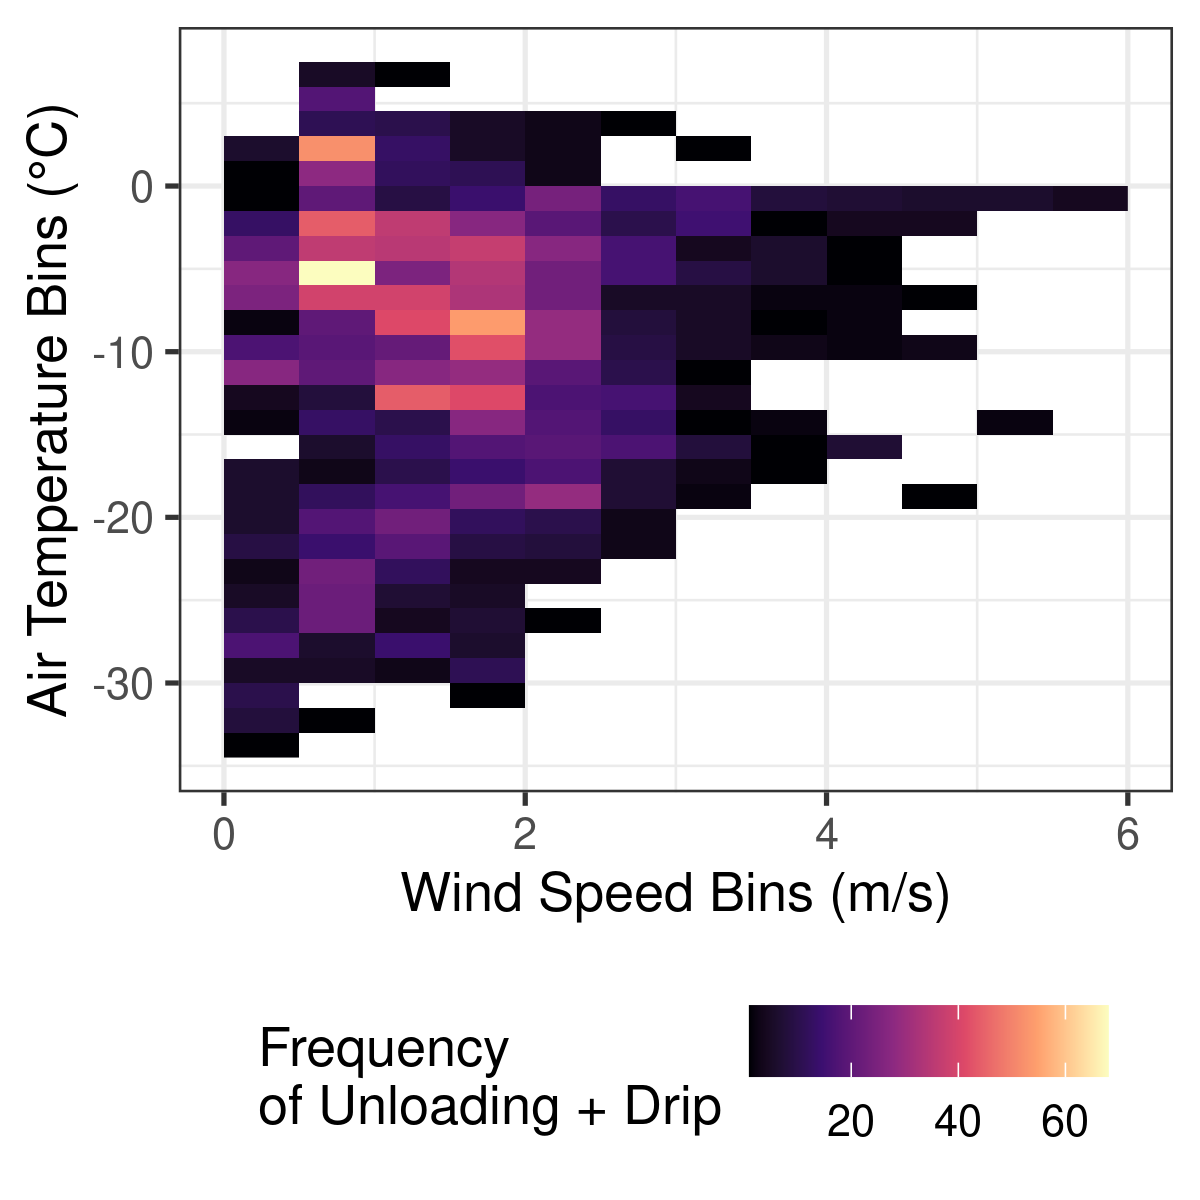 Air Temperature Bins (°C)
0
-10
-20
-30
0 2 4 6
Wind Speed Bins (m/s)
Frequency
of Unloading + Drip
20 40 60